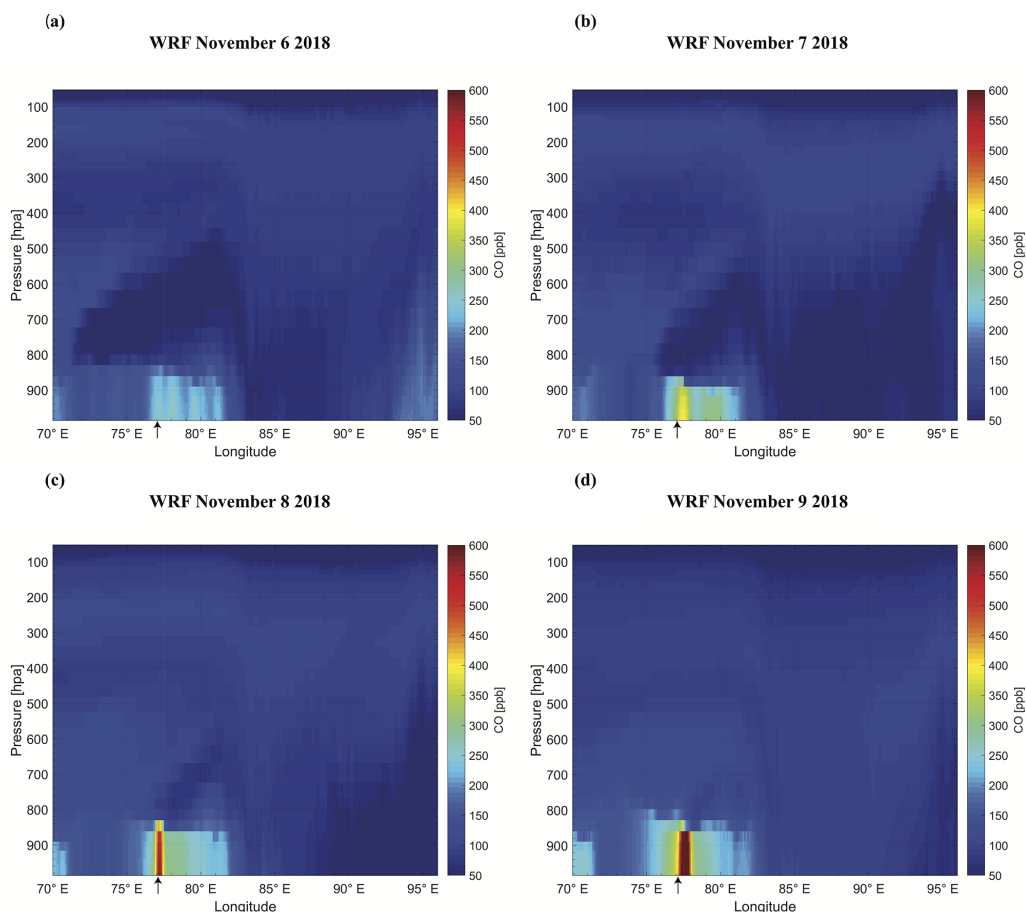 (a)
WRF November 6 2018
100
200
300
400
500
600
700
800
900
Pressure [hpa]
70° E
75° E
80° E
85° E
90° E
95° E
Longitude
600
550
500
450
400
350
300
250
200
150
100
50
CO [ppb]
(b)
WRF November 7 2018
100
200
300
400
500
600
700
800
900
Pressure [hpa]
70° E
75° E
80° E
85° E
90° E
95° E
Longitude
600
550
500
450
400
350
300
250
200
150
100
50
CO [ppb]
(c)
WRF November 8 2018
100
200
300
400
500
600
700
800
900
Pressure [hpa]
70° E
75° E
80° E
85° E
90° E
95° E
Longitude
600
550
500
450
400
350
300
250
200
150
100
50
CO [ppb]
(d)
WRF November 9 2018
100
200
300
400
500
600
700
800
900
Pressure [hpa]
70° E
75° E
80° E
85° E
90° E
95° E
Longitude
600
550
500
450
400
350
300
250
200
150
100
50
CO [ppb]